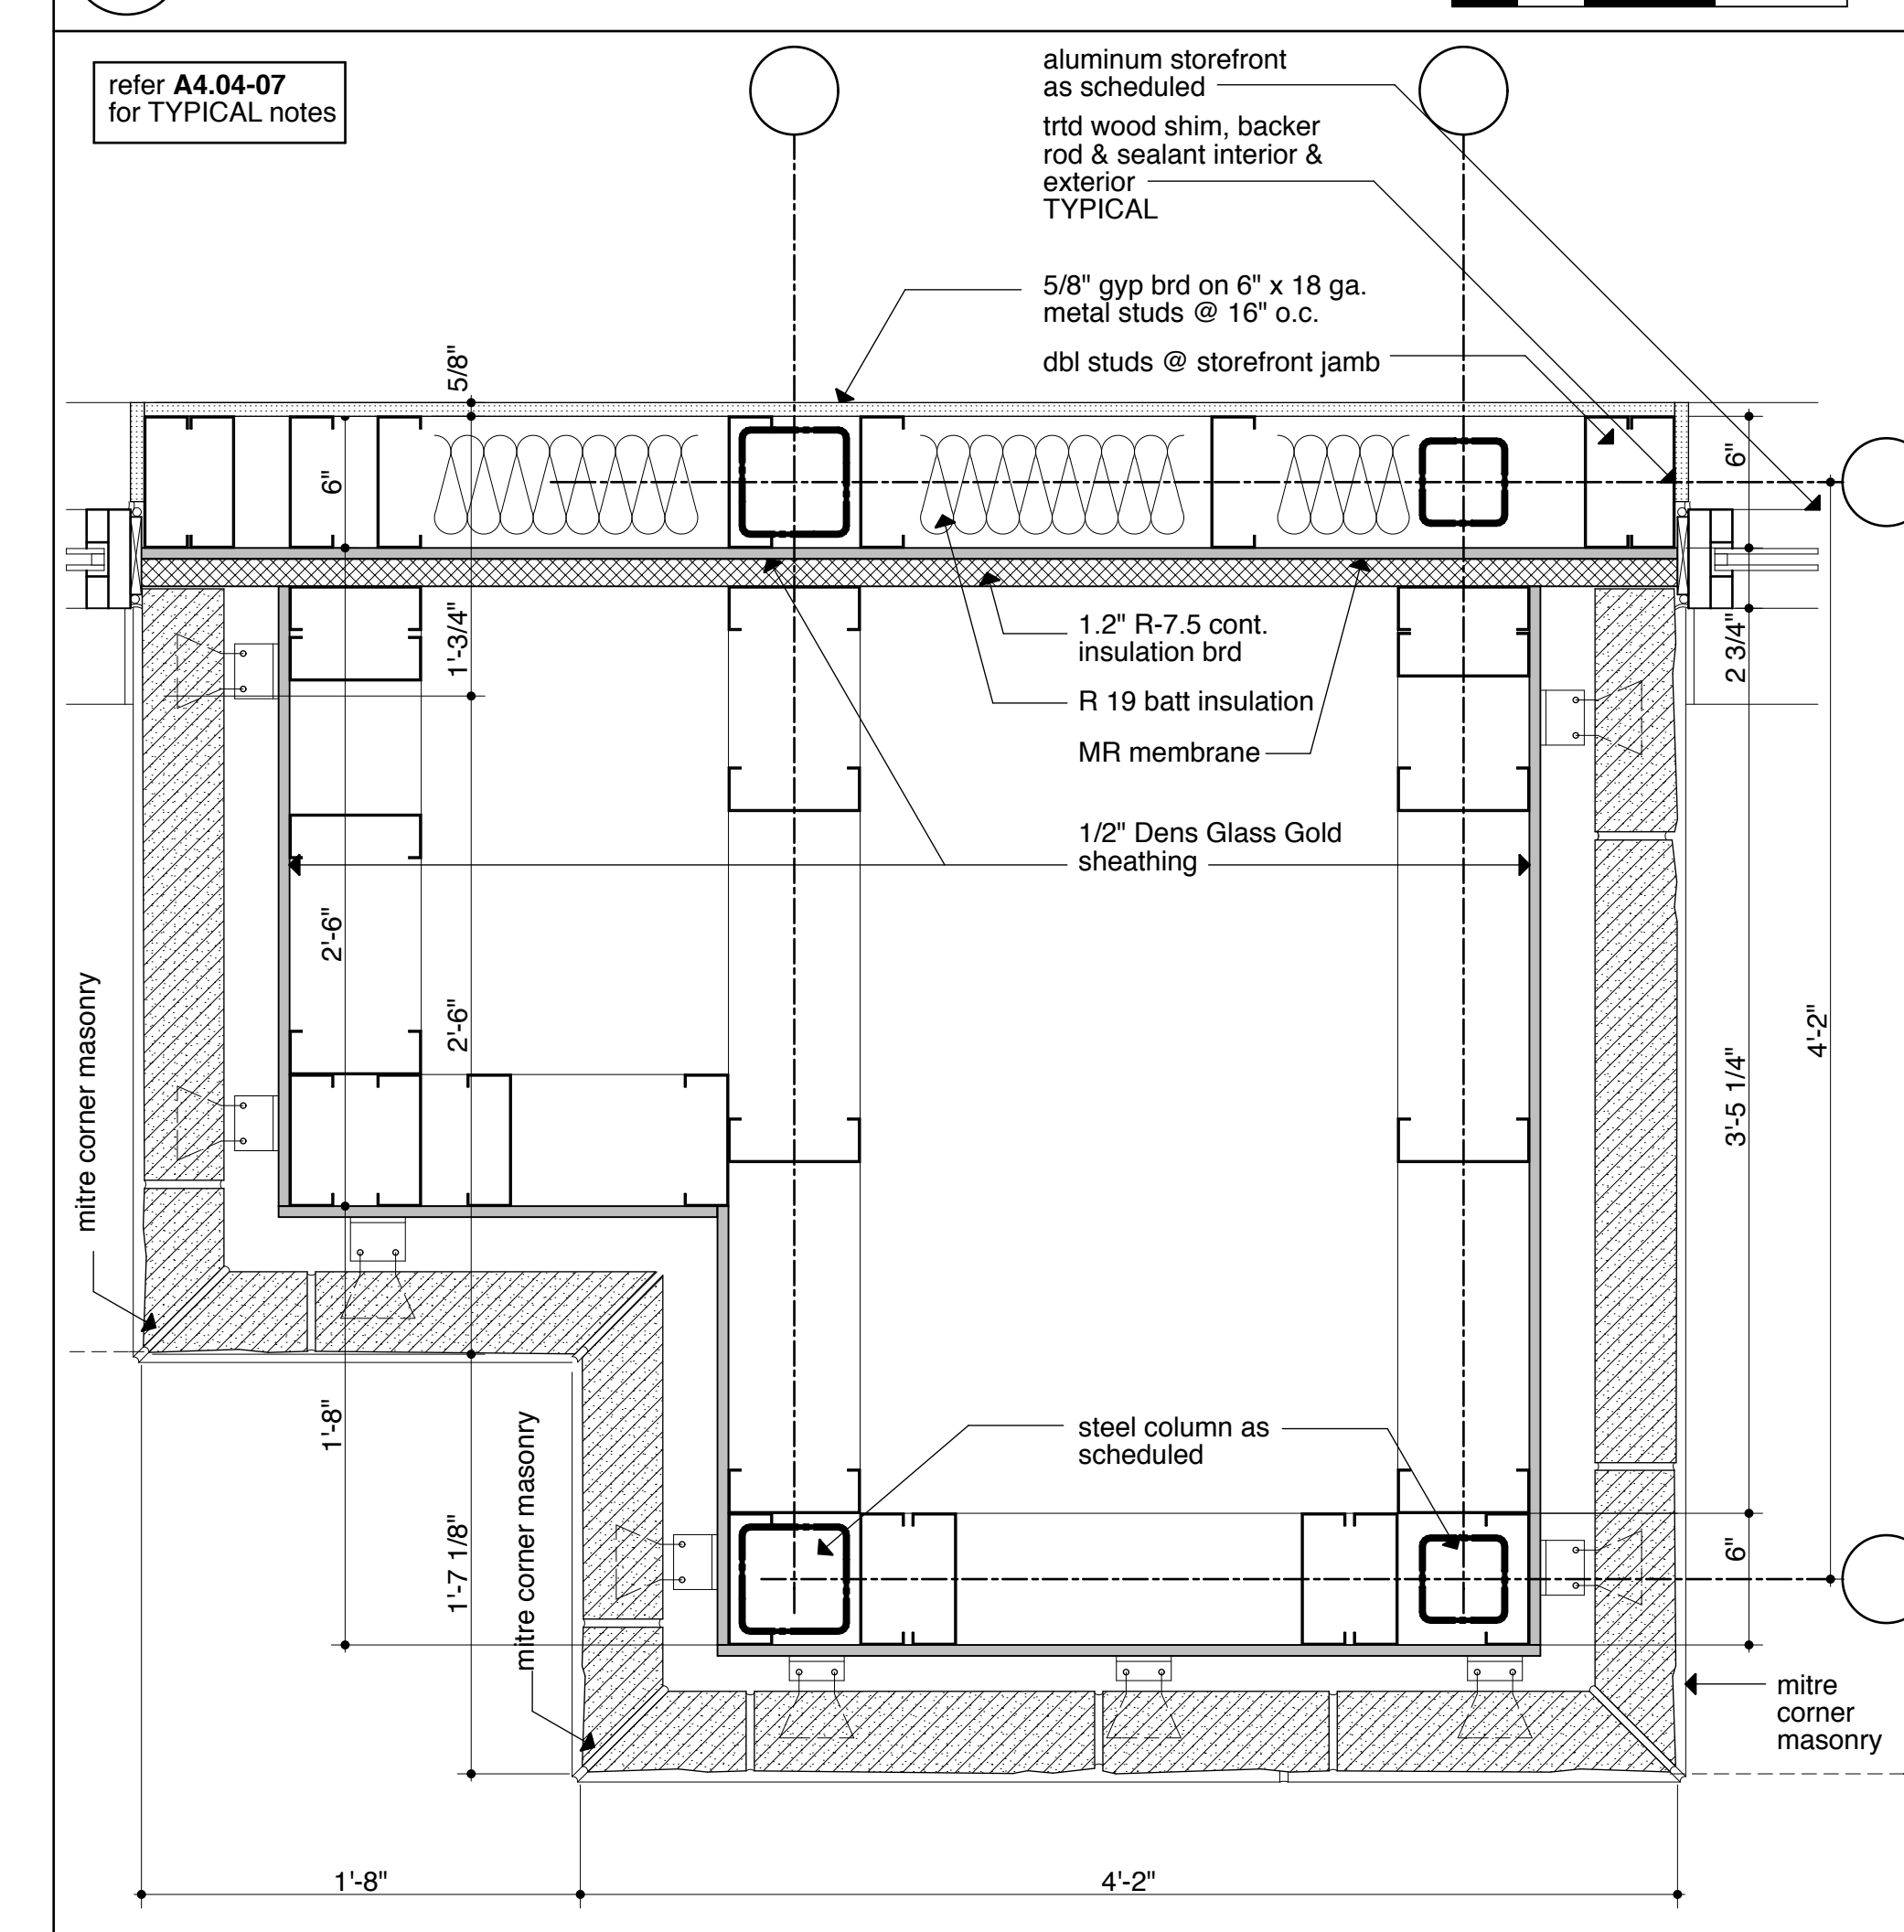 refer A4.04-07
for TYPICAL notes
aluminum storefront
as scheduled
trtd wood shim, backer
rod & sealant interior &
exterior
TYPICAL
5/8" gyp brd on 6" x 18 ga.
metal studs @ 16" o.c.
dbl studs @ storefront jamb
5/8"
6"
6"
1'-3/4"
2 3/4"
1.2" R-7.5 cont.
insulation brd
R 19 batt insulation
MR membrane
1/2" Dens Glass Gold
sheathing
2'-6"
2'-6"
4'-2"
3'-5 1/4"
mitre corner masonry
1'-8"
steel column as
scheduled
mitre corner masonry
1'-7 1/8"
6"
mitre
corner
masonry
1'-8"
4'-2"